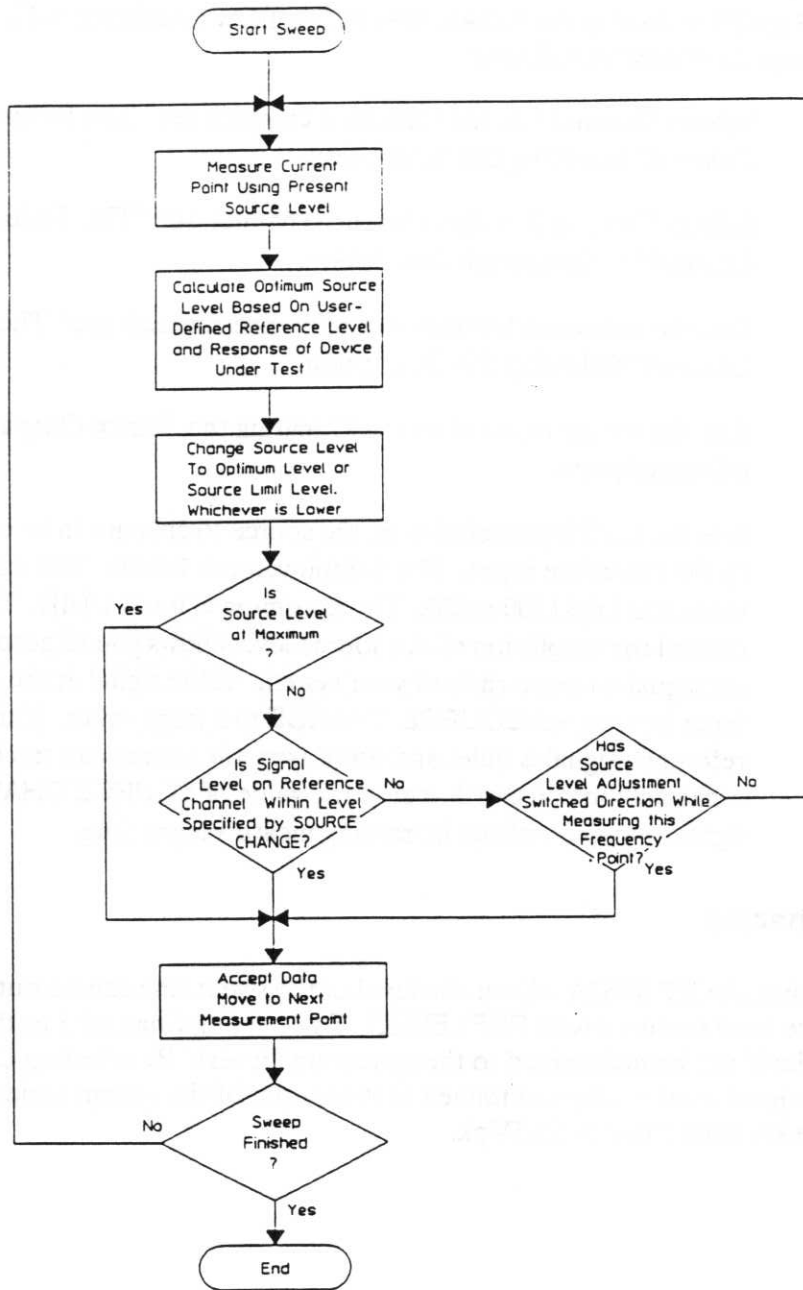 Start Sweep
Measure Current
Point Using Present
Source Level
Calculate Optimum Source
Level Based On User-
Defined Reference Level
and Response of Device
Under Test
Change Source Level
To Optimum Level or
Source Limit Level.
Whichever is Lower
Is
Source Level
at Maximum
?
Yes
No
Is Signal
Level on Reference
Channel Within Level
Specified by SOURCE
CHANGE?
No
Yes
Has
Source
Level Adjustment
Switched Direction While
Measuring this
Frequency
Point?
No
Yes
Accept Data
Move to Next
Measurement Point
Sweep
Finished
?
No
Yes
End